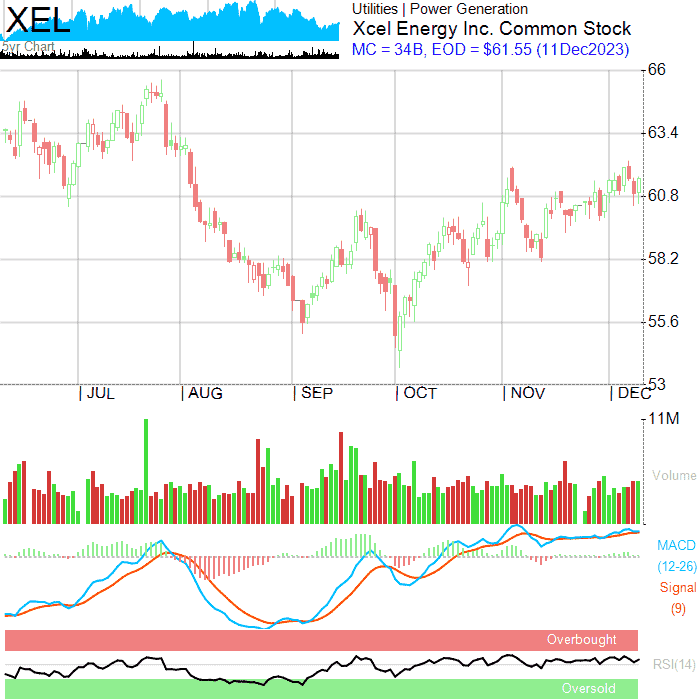 XEL
5yr Chart
Utilities | Power Generation
Xcel Energy Inc. Common Stock
MC = 34B, EOD = $61.55 (11Dec2023)
66
63.4
60.8
58.2
55.6
53
| JUL | AUG | SEP | OCT | NOV | DEC
11M
Volume
MACD
(12-26)
Signal
(9)
Overbought
RSI(14)
Oversold